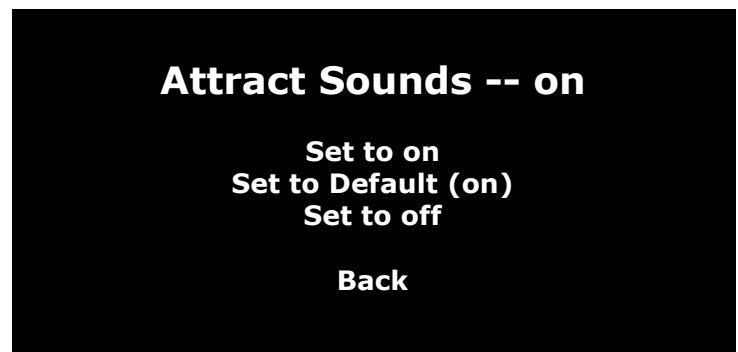 Attract Sounds -- on
Set to on
Set to Default (on)
Set to off
Back